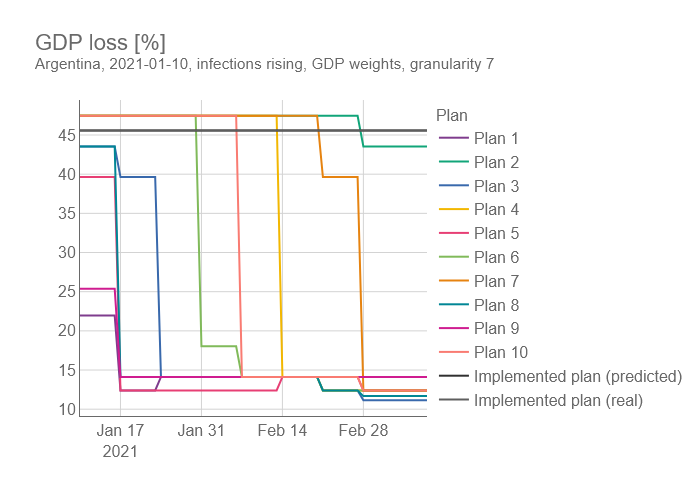 GDP loss [%]
Argentina, 2021-01-10, infections rising, GDP weights, granularity 7
Plan
45
40
35
30
25
20
15
10
Plan 1
Plan 2
Plan 3
Plan 4
Plan 5
Plan 6
Plan 7
Plan 8
Plan 9
Plan 10
Implemented plan (predicted)
Implemented plan (real)
Jan 17 Jan 31 Feb 14 Feb 28
2021